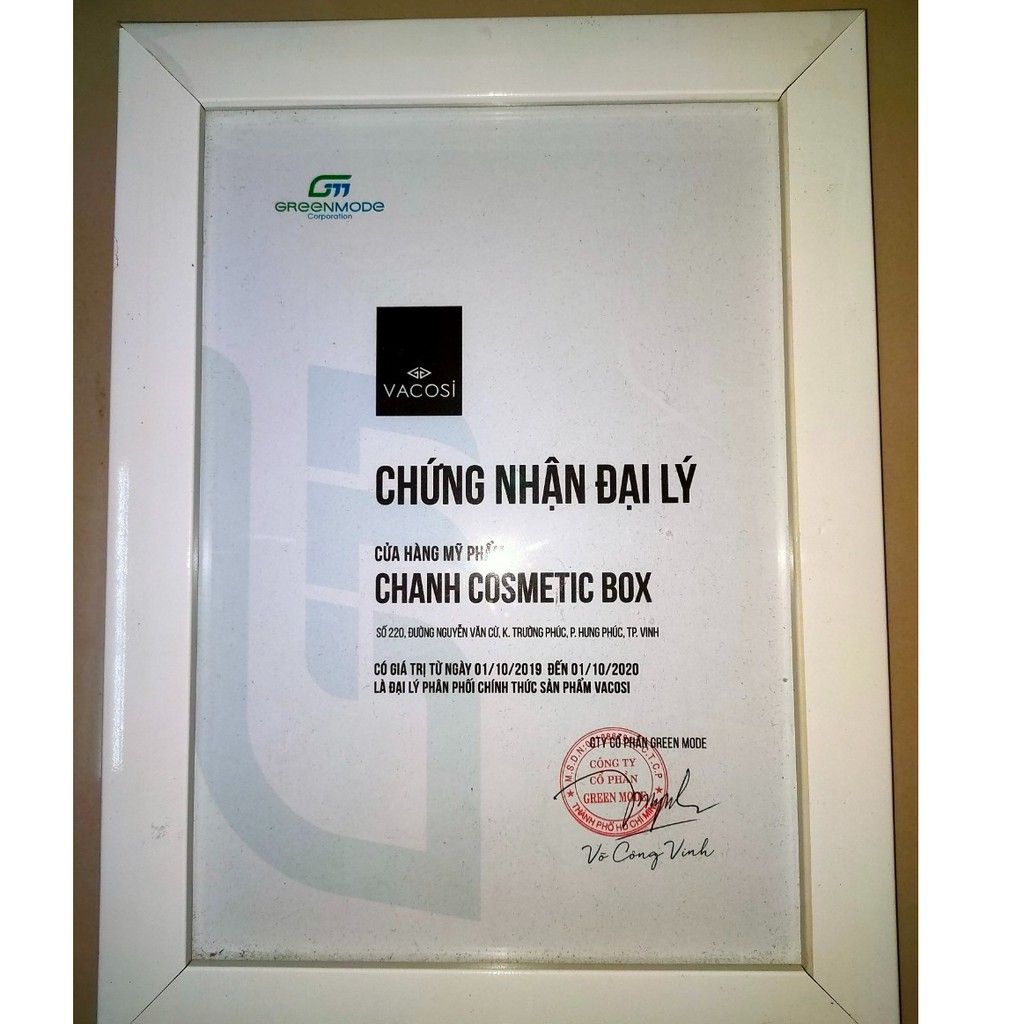 GREENMODE
Corporation
VACOSI
CHỨNG NHẬN ĐẠI LÝ
CỬA HÀNG MỸ PHẨM
CHANH COSMETIC BOX
SỐ 220, ĐƯỜNG NGUYỄN VĂN CỪ, K. TRƯỜNG PHÚC, P. HƯNG PHÚC, TP. VINH
CÓ GIÁ TRỊ TỪ NGÀY 01/10/2019 ĐẾN 01/10/2020
LÀ ĐẠI LÝ PHÂN PHỐI CHÍNH THỨC SẢN PHẨM VACOSI
CTY CỔ PHẦN GREEN MODE
M.S.D.N: C.T.C.P
CÔNG TY
CỔ PHẦN
GREEN MODE
THÀNH PHỐ HỒ CHÍ MINH
Võ Công Vinh